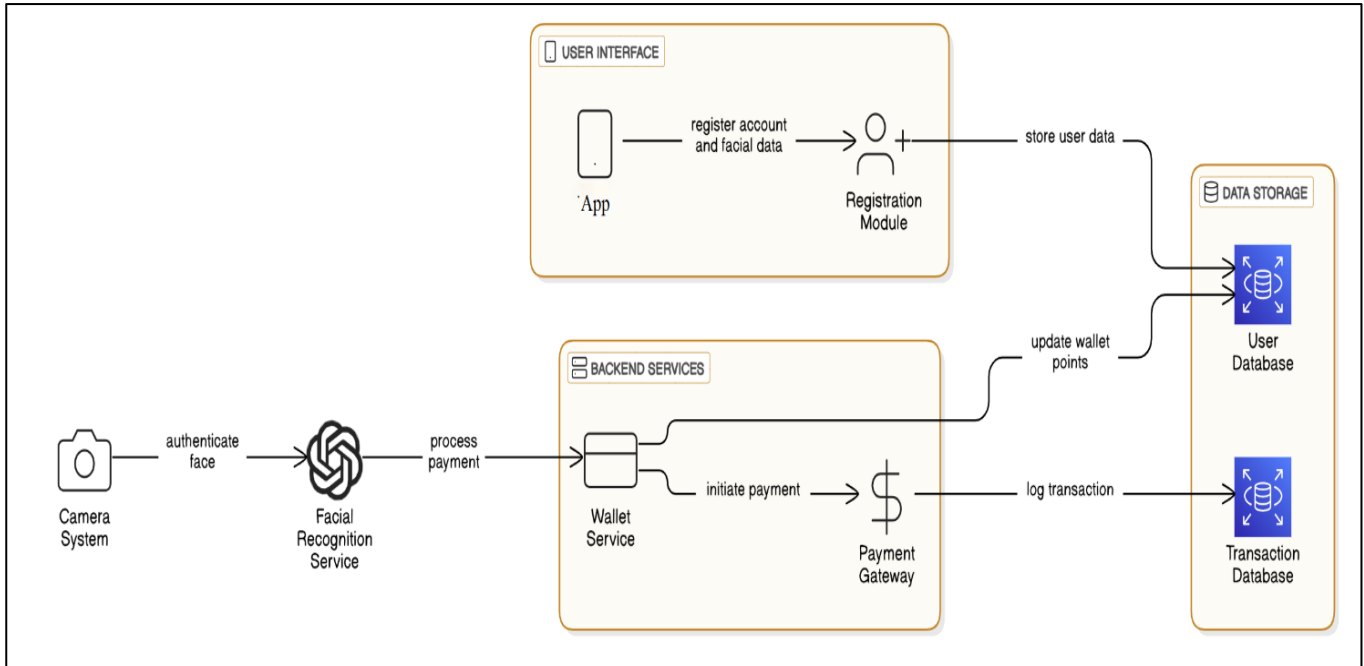 USER INTERFACE
register account
and facial data
App
Registration
Module
store user data
DATA STORAGE
User
Database
update wallet
points
BACKEND SERVICES
authenticate
face
process
payment
initiate payment
log transaction
Camera
System
Facial
Recognition
Service
Wallet
Service
Payment
Gateway
Transaction
Database